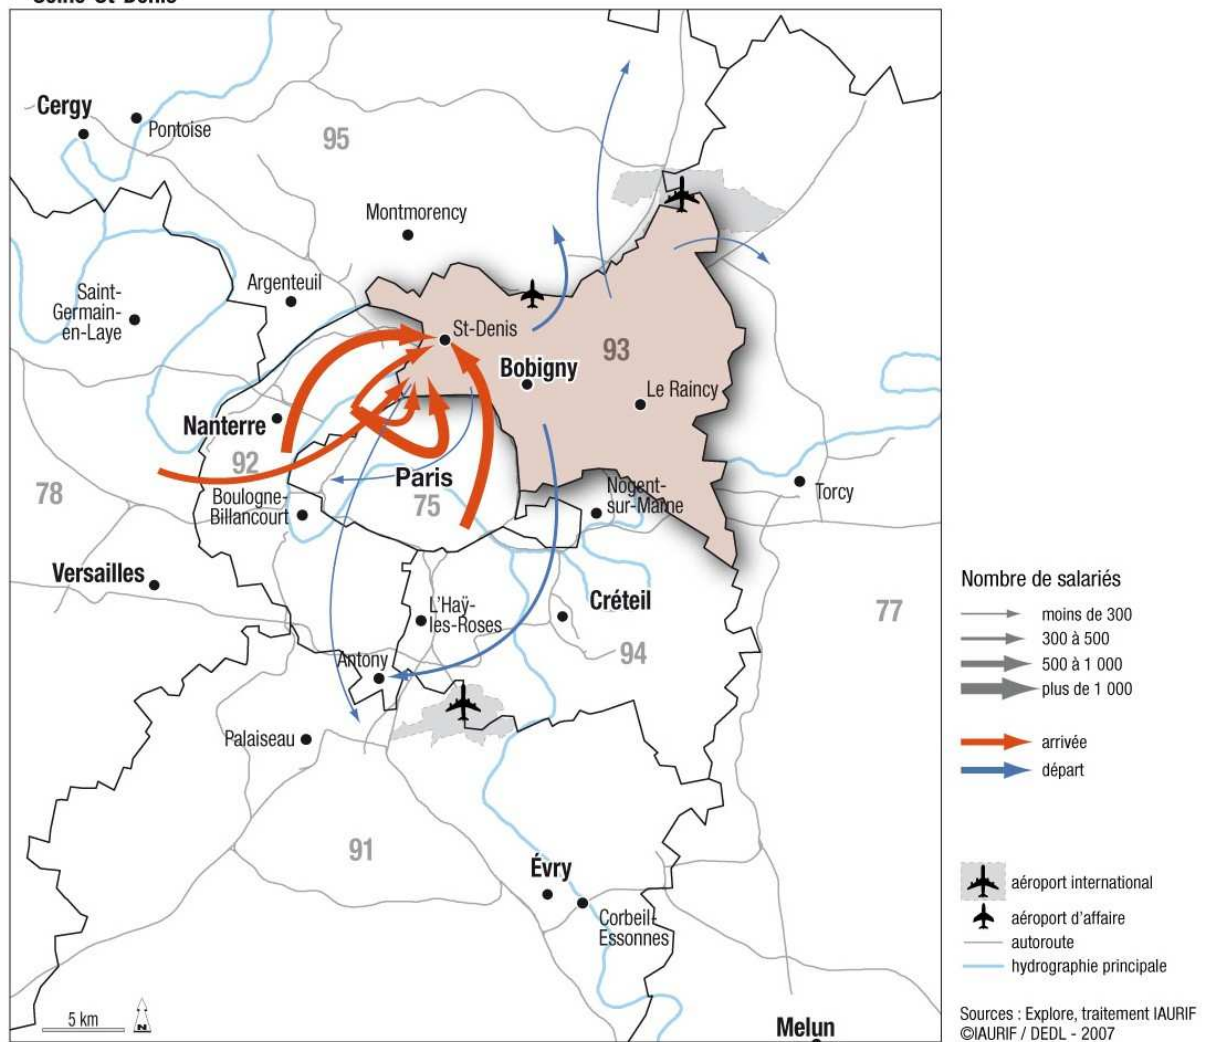 Seine-St-Denis
Cergy
Pontoise
95
Montmorency
Argenteuil
Saint-
Germain-
en-Laye
St-Denis
93
Bobigny
Le Raincy
Nanterre
92
Paris
75
78
Boulogne-
Billancourt
Nogent-
sur-Marne
Torcy
Versailles
L'Haÿ-
les-Roses
Créteil
77
94
Antony
Palaiseau
91
Évry
Corbeil-
Essonnes
Melun
5 km
N
Nombre de salariés
moins de 300
300 à 500
500 à 1 000
plus de 1 000
arrivée
départ
aéroport international
aéroport d'affaire
autoroute
hydrographie principale
Sources : Explore, traitement IAURIF
©IAURIF / DEDL - 2007